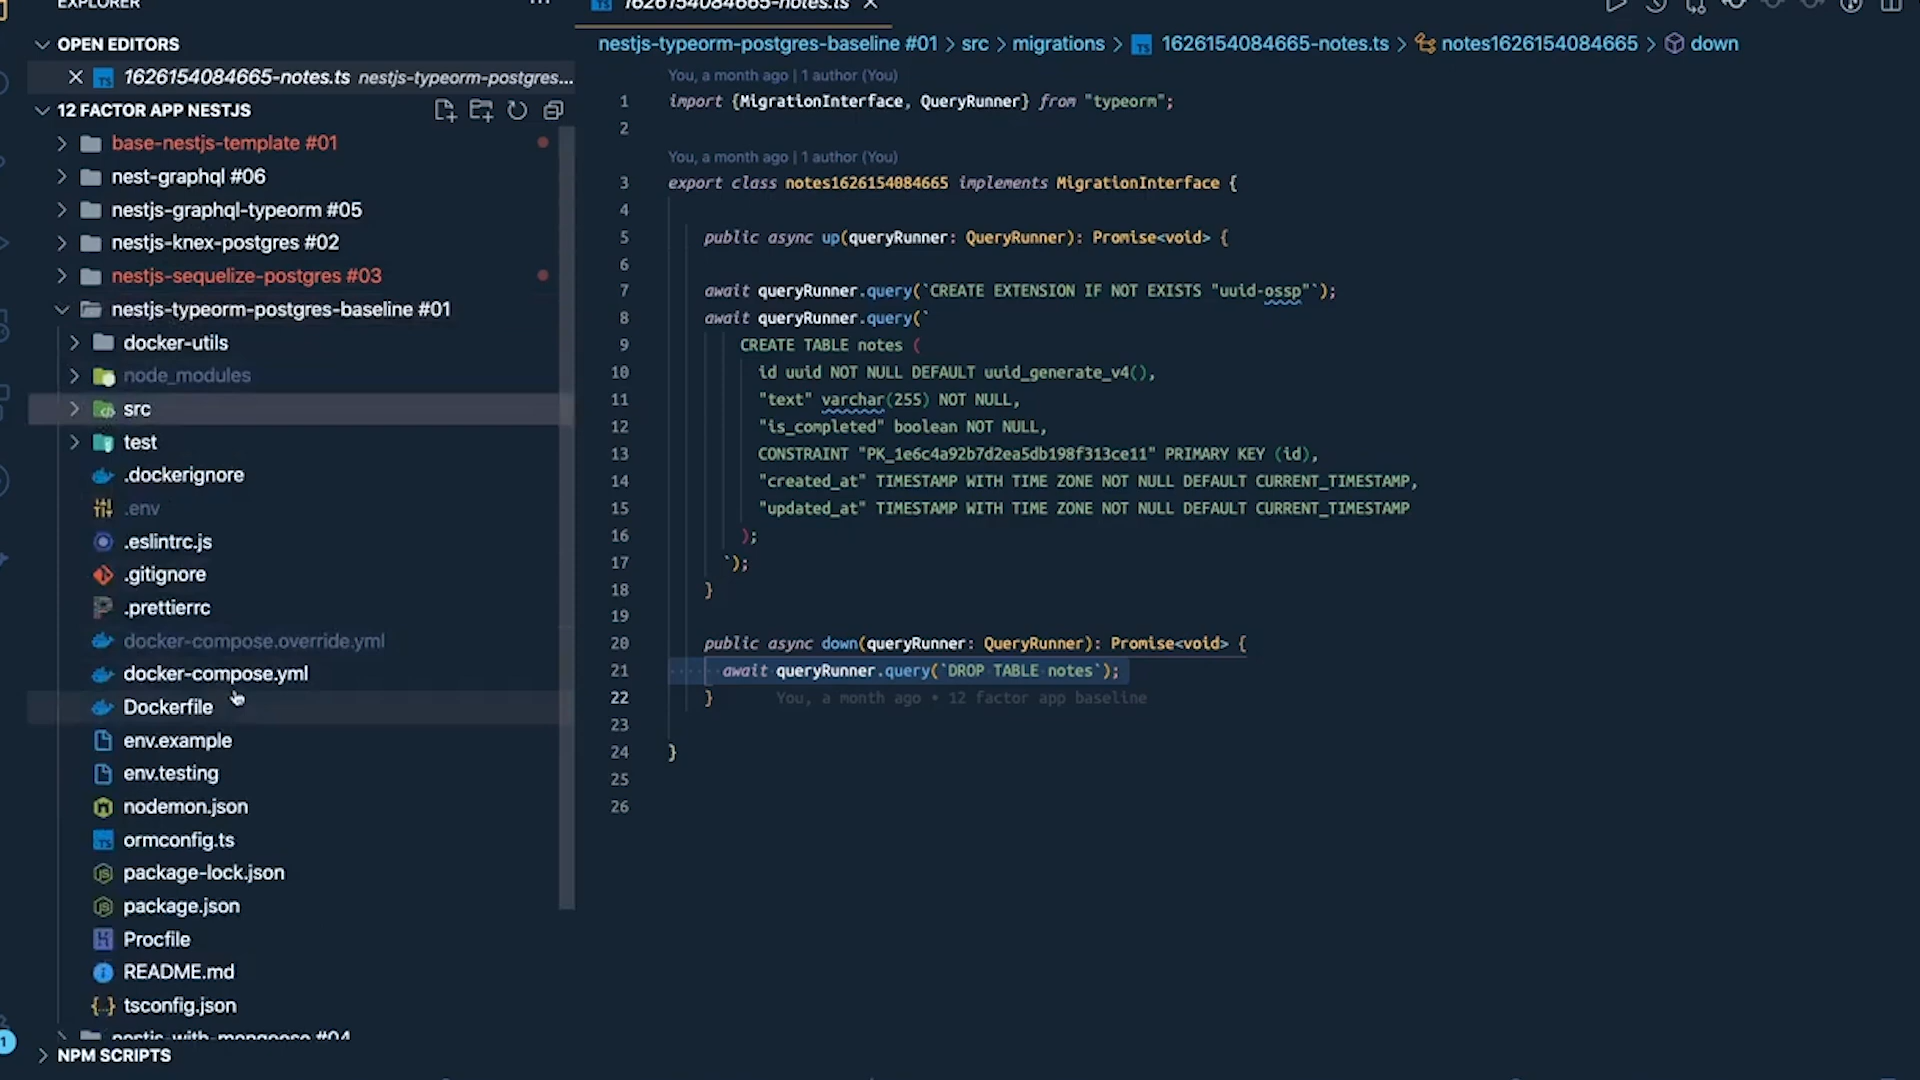 EXPLORER
OPEN EDITORS
1626154084665-notes.ts nestjs-typeorm-postgres...
12 FACTOR APP NESTJS
base-nestjs-template #01
nest-graphql #06
nestjs-graphql-typeorm #05
nestjs-knex-postgres #02
nestjs-sequelize-postgres #03
nestjs-typeorm-postgres-baseline #01
docker-utils
node_modules
src
test
.dockerignore
.env
.eslintrc.js
.gitignore
.prettierrc
docker-compose.override.yml
docker-compose.yml
Dockerfile
env.example
env.testing
nodemon.json
ormconfig.ts
package-lock.json
package.json
Procfile
README.md
tsconfig.json
nestjs-with-mongoose #04
1
NPM SCRIPTS
1626154084665-notes.ts
nestjs-typeorm-postgres-baseline #01 > src > migrations > TS 1626154084665-notes.ts > notes1626154084665 > down
You, a month ago | 1 author (You)
1 import {MigrationInterface, QueryRunner} from "typeorm";
2
You, a month ago | 1 author (You)
3 export class notes1626154084665 implements MigrationInterface {
4
5 public async up(queryRunner: QueryRunner): Promise<void> {
6
7 await queryRunner.query(`CREATE EXTENSION IF NOT EXISTS "uuid-ossp"`);
8 await queryRunner.query(`
9 CREATE TABLE notes (
10 id uuid NOT NULL DEFAULT uuid_generate_v4(),
11 "text" varchar(255) NOT NULL,
12 "is_completed" boolean NOT NULL,
13 CONSTRAINT "PK_1e6c4a92b7d2ea5db198f313ce11" PRIMARY KEY (id),
14 "created_at" TIMESTAMP WITH TIME ZONE NOT NULL DEFAULT CURRENT_TIMESTAMP,
15 "updated_at" TIMESTAMP WITH TIME ZONE NOT NULL DEFAULT CURRENT_TIMESTAMP
16 );
17 `);
18 }
19
20 public async down(queryRunner: QueryRunner): Promise<void> {
21 await queryRunner.query(`DROP TABLE notes`);
22 } You, a month ago • 12 factor app baseline
23
24 }
25
26